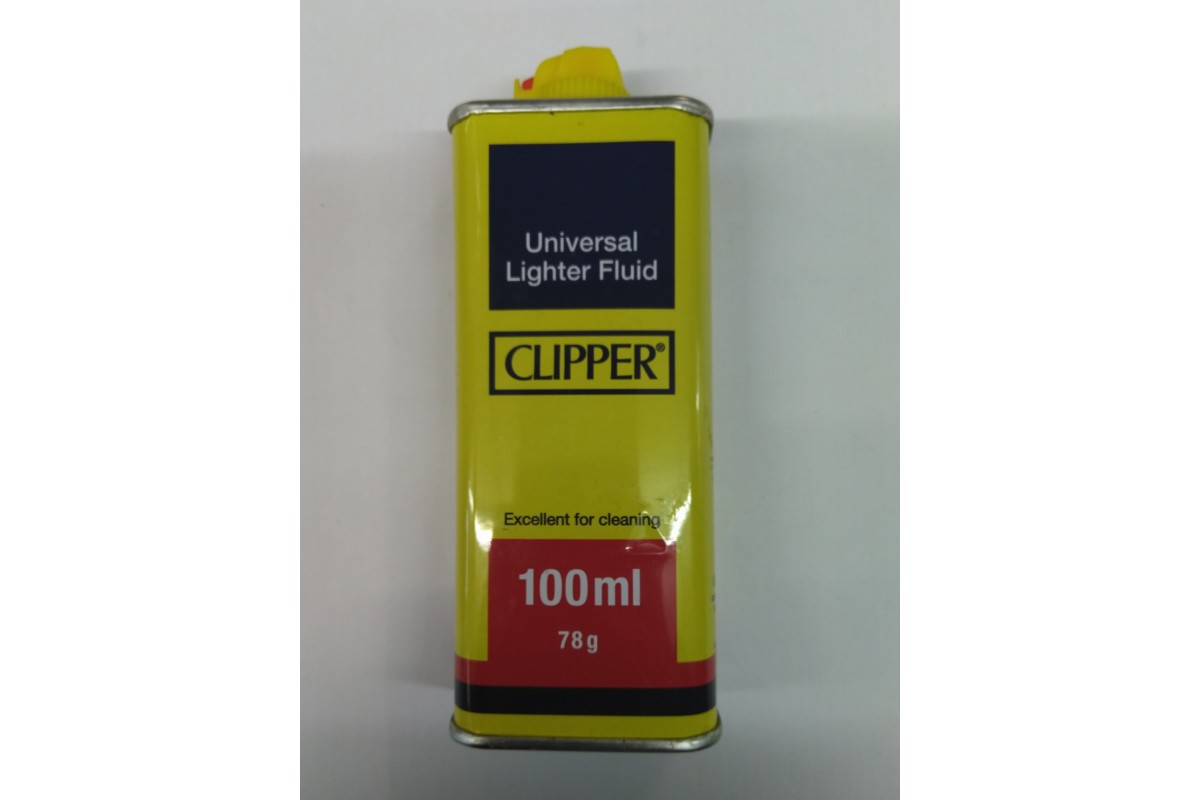 Universal
Lighter Fluid
CLIPPER®
Excellent for cleaning
100ml
78g